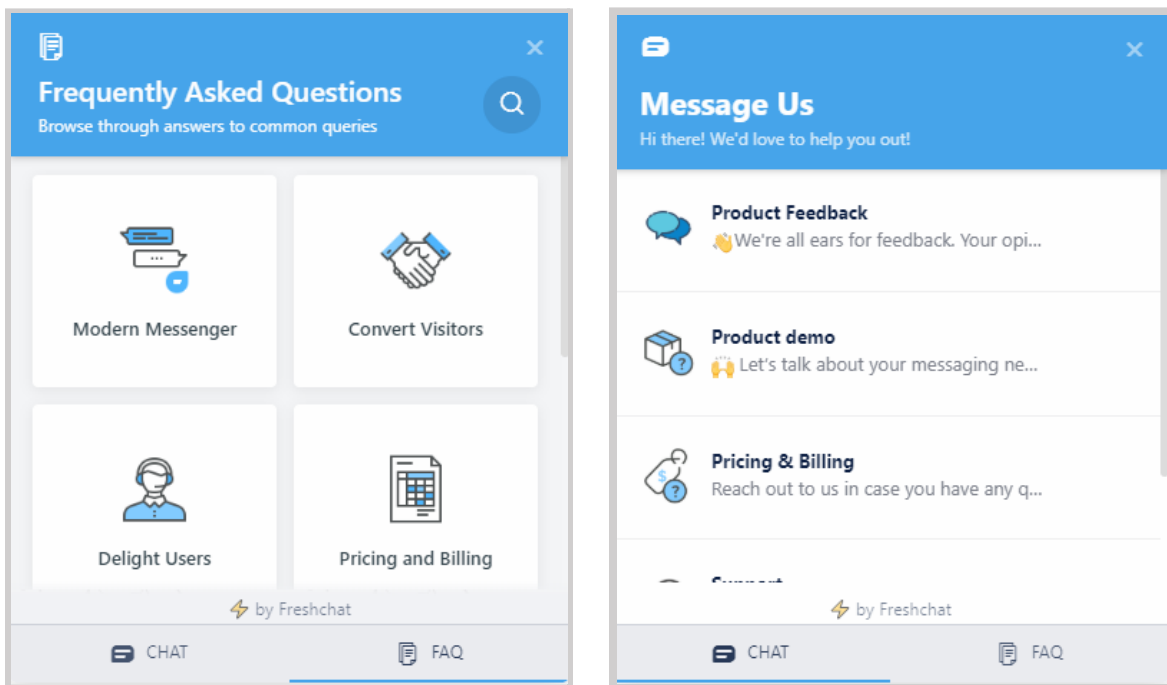 Frequently Asked Questions
Browse through answers to common queries
Modern Messenger
Convert Visitors
Delight Users
Pricing and Billing
by Freshchat
CHAT
FAQ
Message Us
Hi there! We'd love to help you out!
Product Feedback
👋We're all ears for feedback. Your opi...
Product demo
🙌 Let's talk about your messaging ne...
Pricing & Billing
Reach out to us in case you have any q...
Support
by Freshchat
CHAT
FAQ